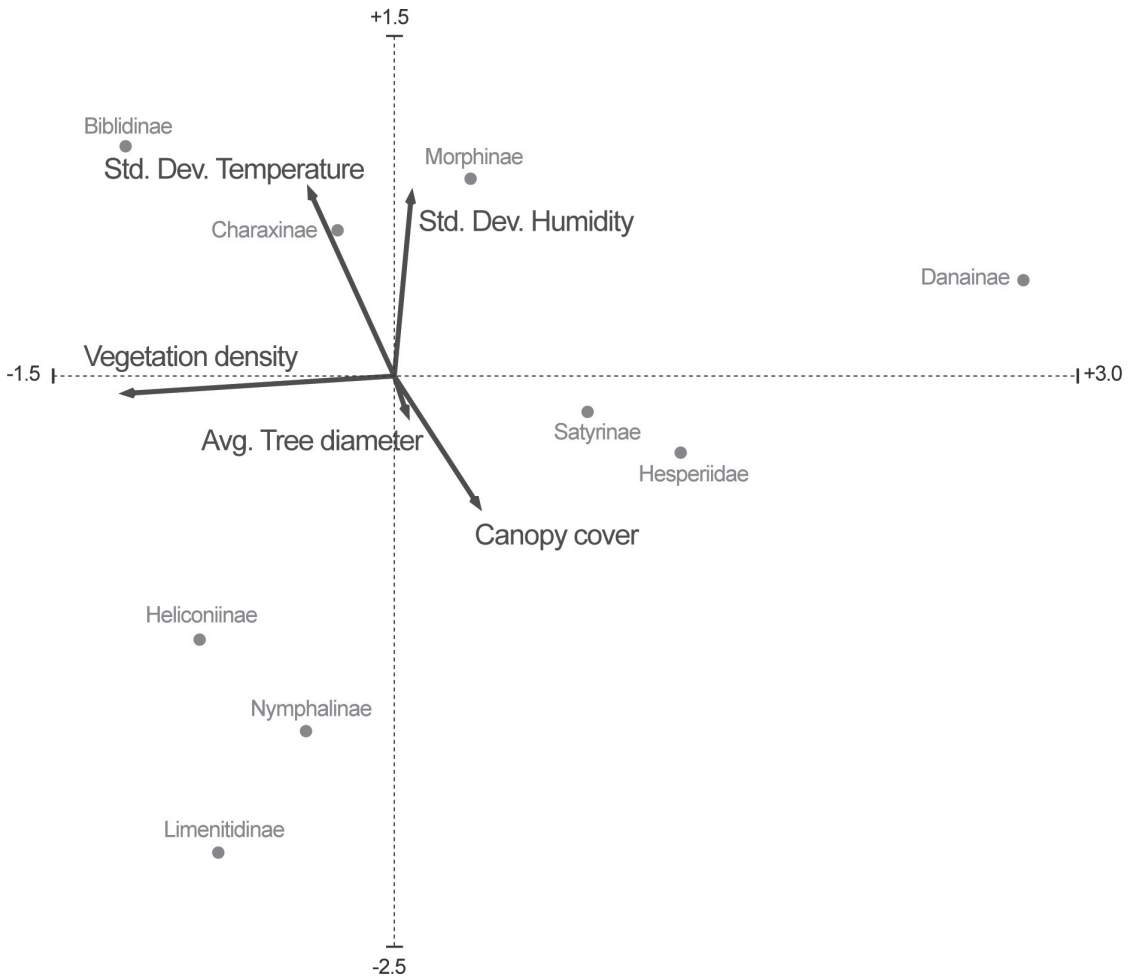 +1.5
Biblidinae
Std. Dev. Temperature
Morphinae
Charaxinae
Std. Dev. Humidity
Danainae
Vegetation density
-1.5
+3.0
Avg. Tree diameter
Satyrinae
Hesperiidae
Canopy cover
Heliconiinae
Nymphalinae
Limenitidinae
-2.5